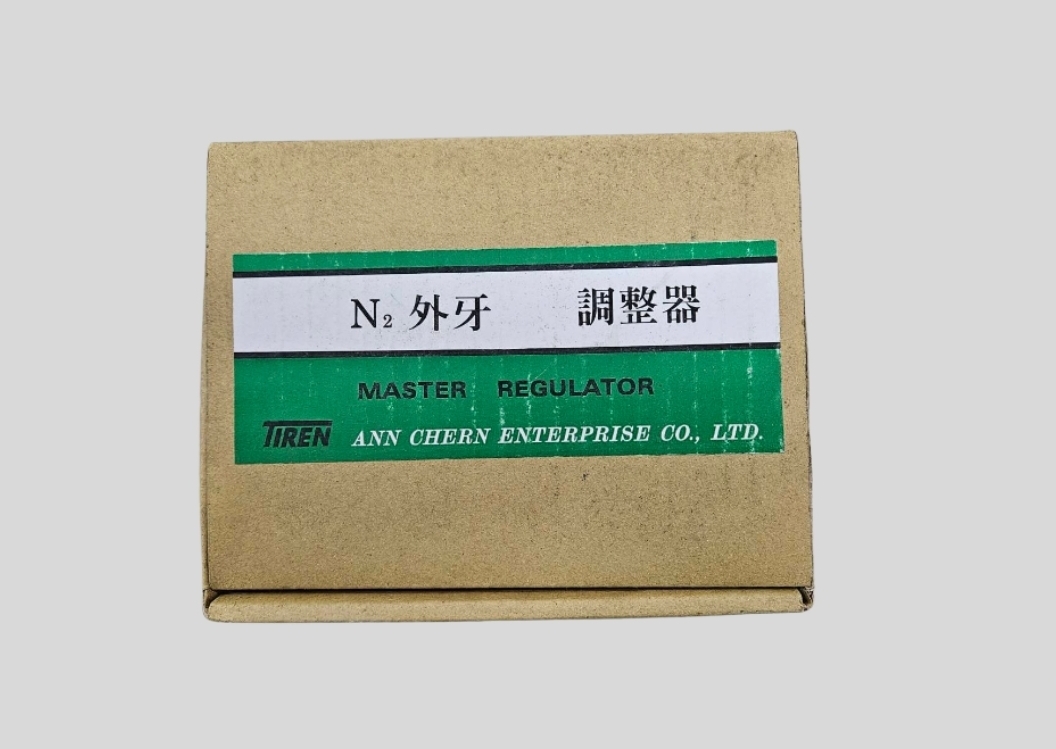 N₂ 外牙 調整器
MASTER REGULATOR
TIREN ANN CHERN ENTERPRISE CO., LTD.